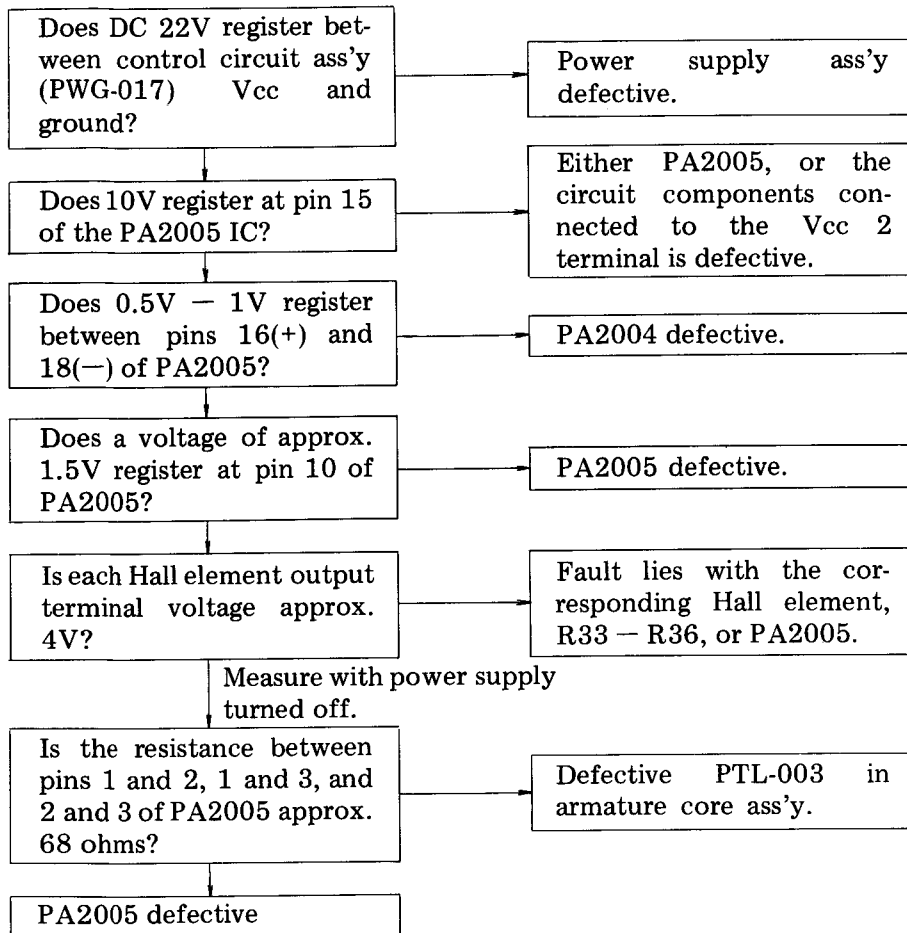 Does DC 22V register bet-
ween control circuit ass'y
(PWG-017) Vcc and
ground?
Power supply ass'y
defective.
Does 10V register at pin 15
of the PA2005 IC?
Either PA2005, or the
circuit components con-
nected to the Vcc 2
terminal is defective.
Does 0.5V — 1V register
between pins 16(+) and
18(—) of PA2005?
PA2004 defective.
Does a voltage of approx.
1.5V register at pin 10 of
PA2005?
PA2005 defective.
Is each Hall element output
terminal voltage approx.
4V?
Fault lies with the cor-
responding Hall element,
R33 — R36, or PA2005.
Measure with power supply
turned off.
Is the resistance between
pins 1 and 2, 1 and 3, and
2 and 3 of PA2005 approx.
68 ohms?
Defective PTL-003 in
armature core ass'y.
PA2005 defective